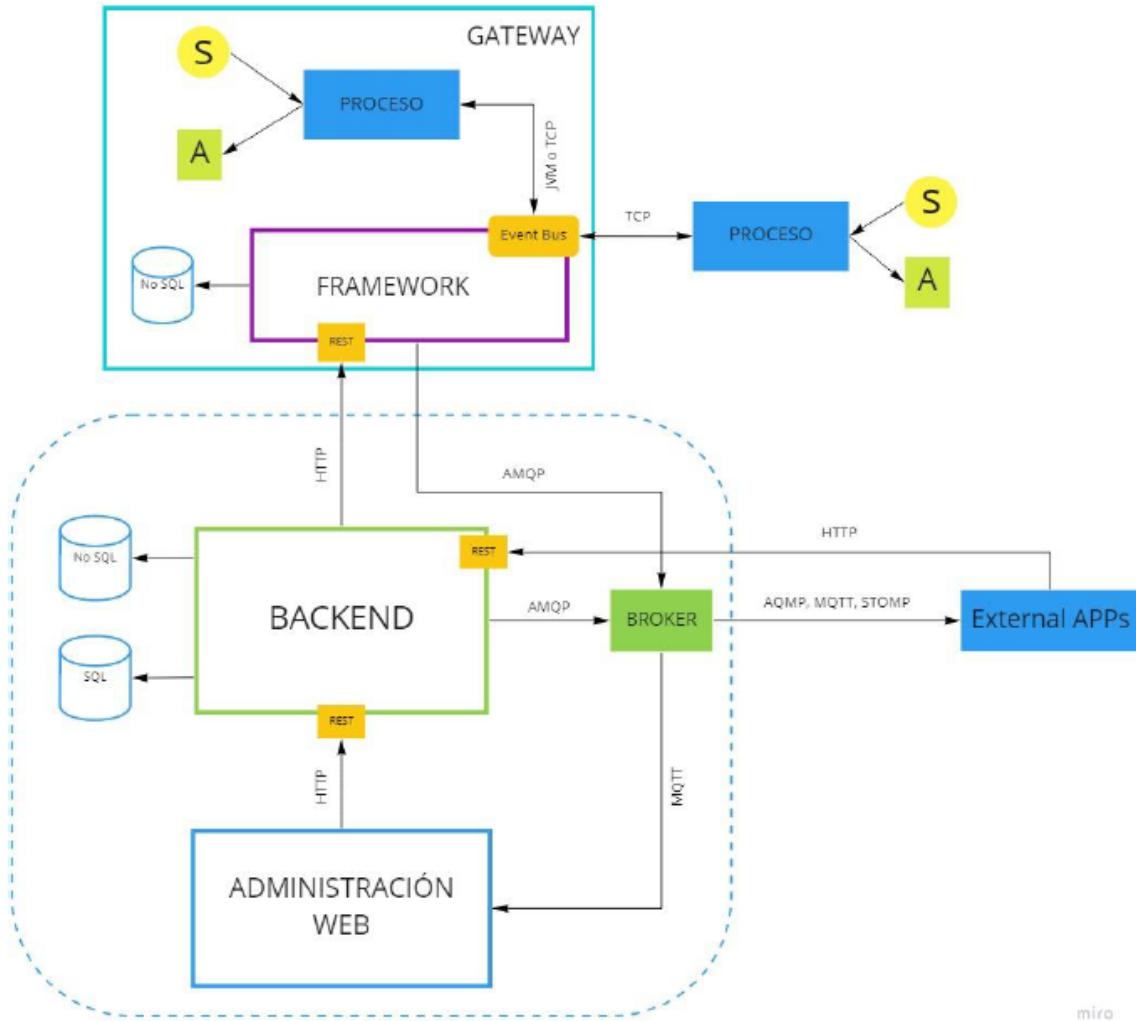 GATEWAY
S
PROCESO
A
JVM o TCP
S
TCP
PROCESO
Event Bus
A
No SQL
FRAMEWORK
REST
HTTP
AMQP
HTTP
No SQL
REST
BACKEND
AMQP
BROKER
AQMP, MQTT, STOMP
External APPs
SQL
REST
HTTP
MQTT
ADMINISTRACIÓN
WEB
miro